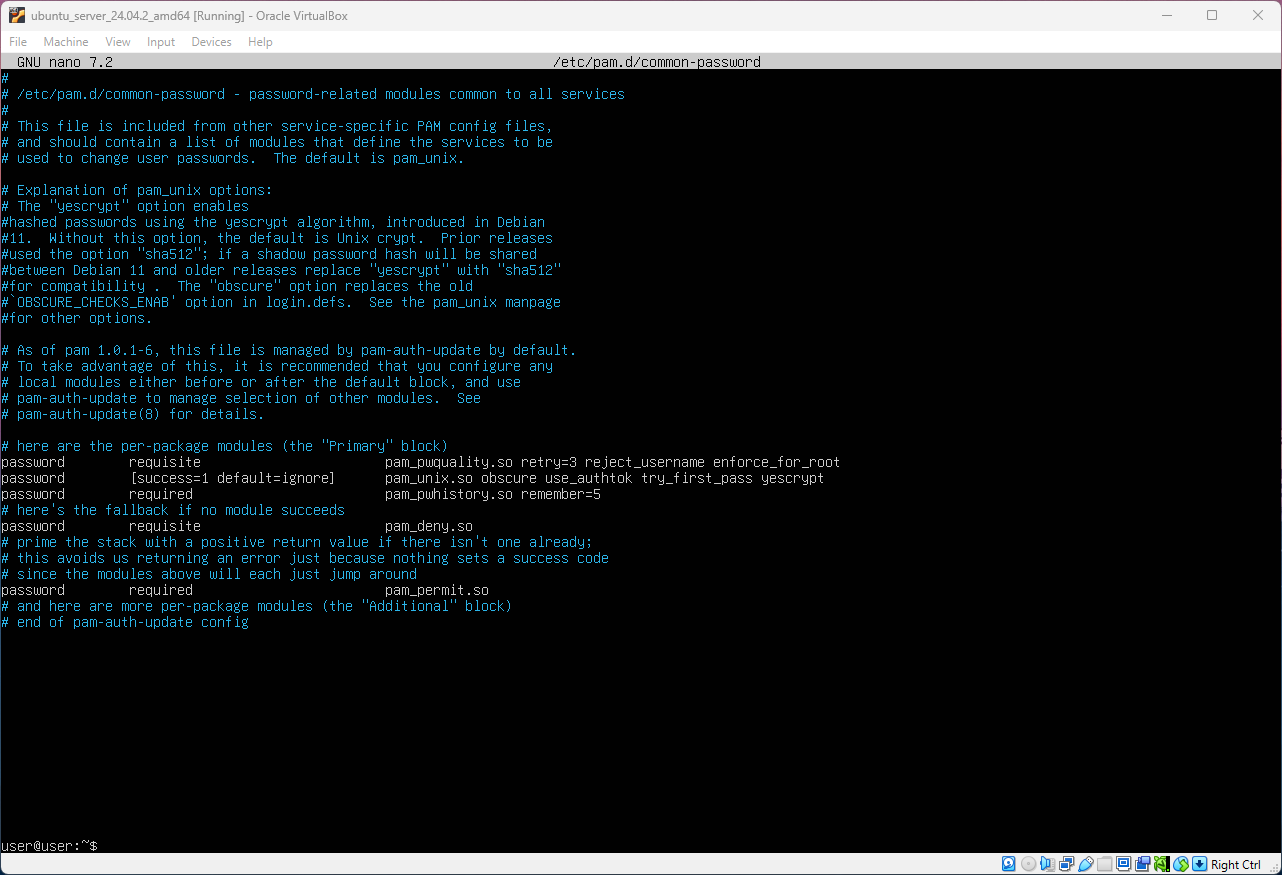 ubuntu_server_24.04.2_amd64 [Running] - Oracle VirtualBox
File Machine View Input Devices Help
GNU nano 7.2 /etc/pam.d/common-password
#
# /etc/pam.d/common-password - password-related modules common to all services
#
# This file is included from other service-specific PAM config files,
# and should contain a list of modules that define the services to be
# used to change user passwords.  The default is pam_unix.

# Explanation of pam_unix options:
# The "yescrypt" option enables
#hashed passwords using the yescrypt algorithm, introduced in Debian
#11.  Without this option, the default is Unix crypt.  Prior releases
#used the option "sha512"; if a shadow password hash will be shared
#between Debian 11 and older releases replace "yescrypt" with "sha512"
#for compatibility .  The "obscure" option replaces the old
#`OBSCURE_CHECKS_ENAB' option in login.defs.  See the pam_unix manpage
#for other options.

# As of pam 1.0.1-6, this file is managed by pam-auth-update by default.
# To take advantage of this, it is recommended that you configure any
# local modules either before or after the default block, and use
# pam-auth-update to manage selection of other modules.  See
# pam-auth-update(8) for details.

# here are the per-package modules (the "Primary" block)
password        requisite                       pam_pwquality.so retry=3 reject_username enforce_for_root
password        [success=1 default=ignore]      pam_unix.so obscure use_authtok try_first_pass yescrypt
password        required                        pam_pwhistory.so remember=5
# here's the fallback if no module succeeds
password        requisite                       pam_deny.so
# prime the stack with a positive return value if there isn't one already;
# this avoids us returning an error just because nothing sets a success code
# since the modules above will each just jump around
password        required                        pam_permit.so
# and here are more per-package modules (the "Additional" block)
# end of pam-auth-update config
user@user:~$
Right Ctrl